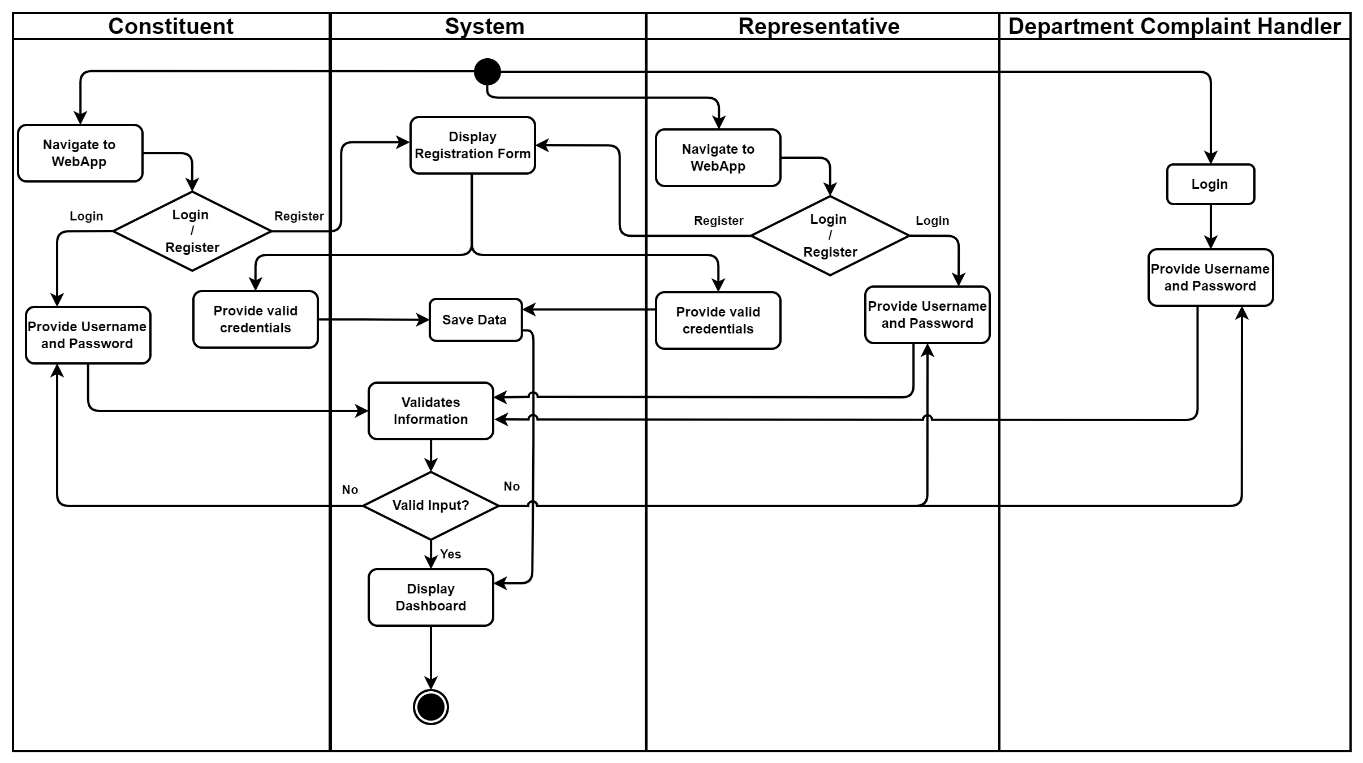 Constituent
System
Representative
Department Complaint Handler
Navigate to
WebApp
Login
/
Register
Login
Register
Provide Username
and Password
Provide valid
credentials
Display
Registration Form
Save Data
Validates
Information
Valid Input?
No
No
Yes
Display
Dashboard
Navigate to
WebApp
Login
/
Register
Register
Login
Provide valid
credentials
Provide Username
and Password
Login
Provide Username
and Password